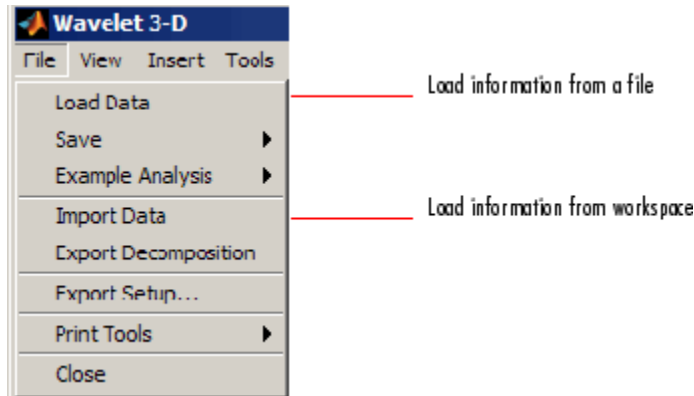 Wavelet 3-D
File View Insert Tools
Load Data
Load information from a file
Save
Example Analysis
Import Data
Load information from workspace
Export Decomposition
Export Setup...
Print Tools
Close